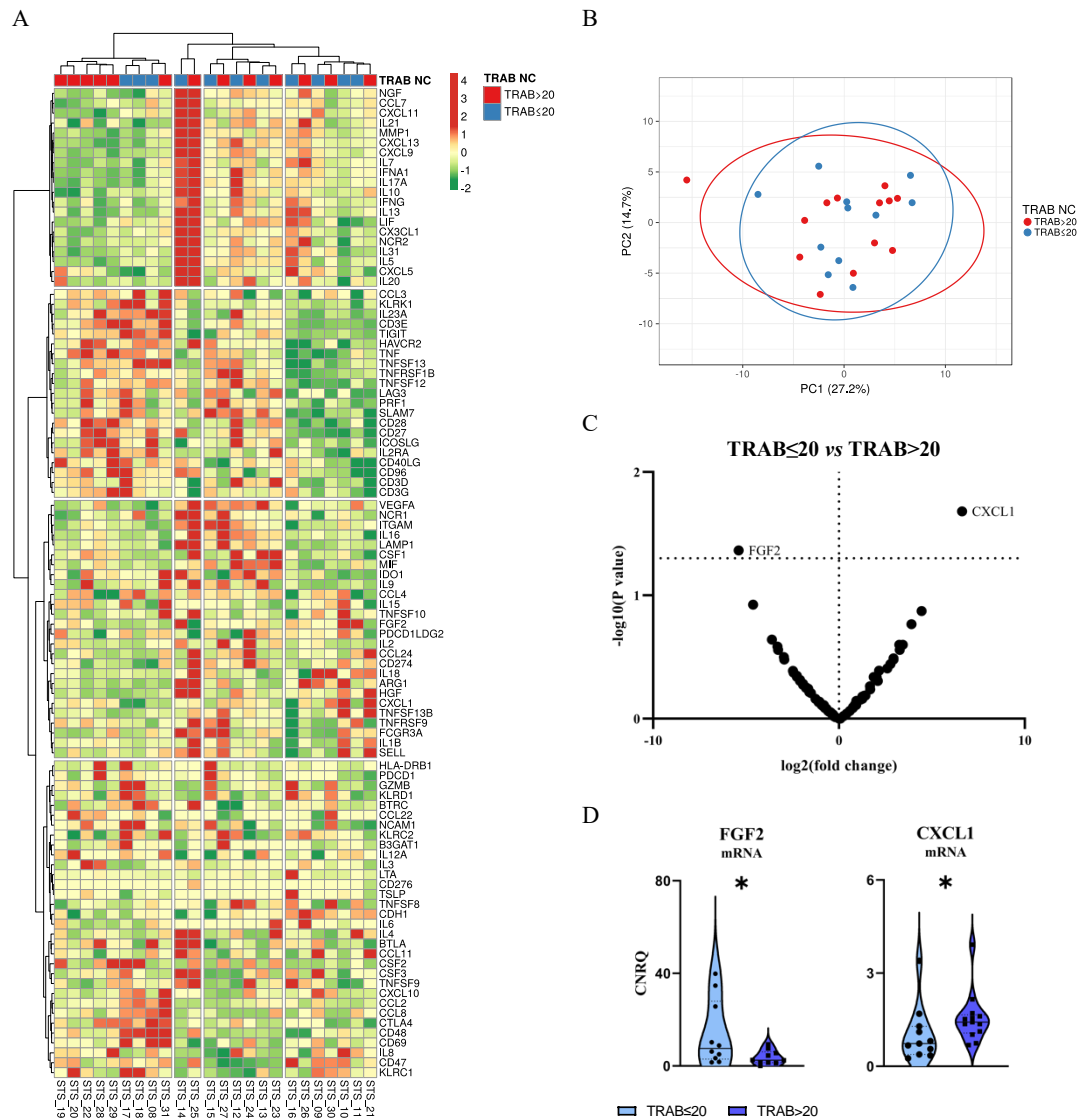 A
TRAB NC
NGF
CCL7
CXCL11
IL21
MMP1
CXCL13
CXCL9
IL7
IFNA1
IL17A
IL10
IFNG
IL13
LIF
CX3CL1
NCR2
IL31
IL5
CXCL5
IL20
CCL3
KLRK1
IL23A
CD3E
TIGIT
HAVCR2
TNF
TNFSF13
TNFRSF1B
TNFSF12
LAG3
PRF1
SLAM7
CD28
CD27
ICOSLG
IL2RA
CD40LG
CD96
CD3D
CD3G
VEGFA
NCR1
ITGAM
IL16
LAMP1
CSF1
MIF
IDO1
IL9
CCL4
IL15
TNFSF10
FGF2
PDCD1LDG2
IL2
CCL24
CD274
IL18
ARG1
HGF
CXCL1
TNFSF13B
TNFRSF9
FCGR3A
IL1B
SELL
HLA-DRB1
PDCD1
GZMB
KLRD1
BTRC
CCL22
NCAM1
KLRC2
B3GAT1
IL12A
IL3
LTA
CD276
TSLP
TNFSF8
CDH1
IL6
IL4
BTLA
CCL11
CSF2
CSF3
TNFSF9
CXCL10
CCL2
CCL8
CTLA4
CD48
CD69
IL8
CD47
KLRC1
STS_19
STS_20
STS_22
STS_28
STS_29
STS_17
STS_18
STS_08
STS_31
STS_14
STS_25
STS_15
STS_27
STS_12
STS_24
STS_13
STS_23
STS_16
STS_26
STS_09
STS_30
STS_10
STS_11
STS_21
4
3
2
1
0
-1
-2
TRAB NC
TRAB>20
TRAB≤20
B
10
5
0
-5
-10
PC2 (14.7%)
-10
0
10
PC1 (27.2%)
TRAB NC
TRAB>20
TRAB≤20
C
TRAB≤20 vs TRAB>20
2
1
0
-log10(P value)
CXCL1
FGF2
-10
0
10
log2(fold change)
D
FGF2
mRNA
*
80
40
0
CNRQ
CXCL1
mRNA
*
6
3
0
TRAB≤20
TRAB>20